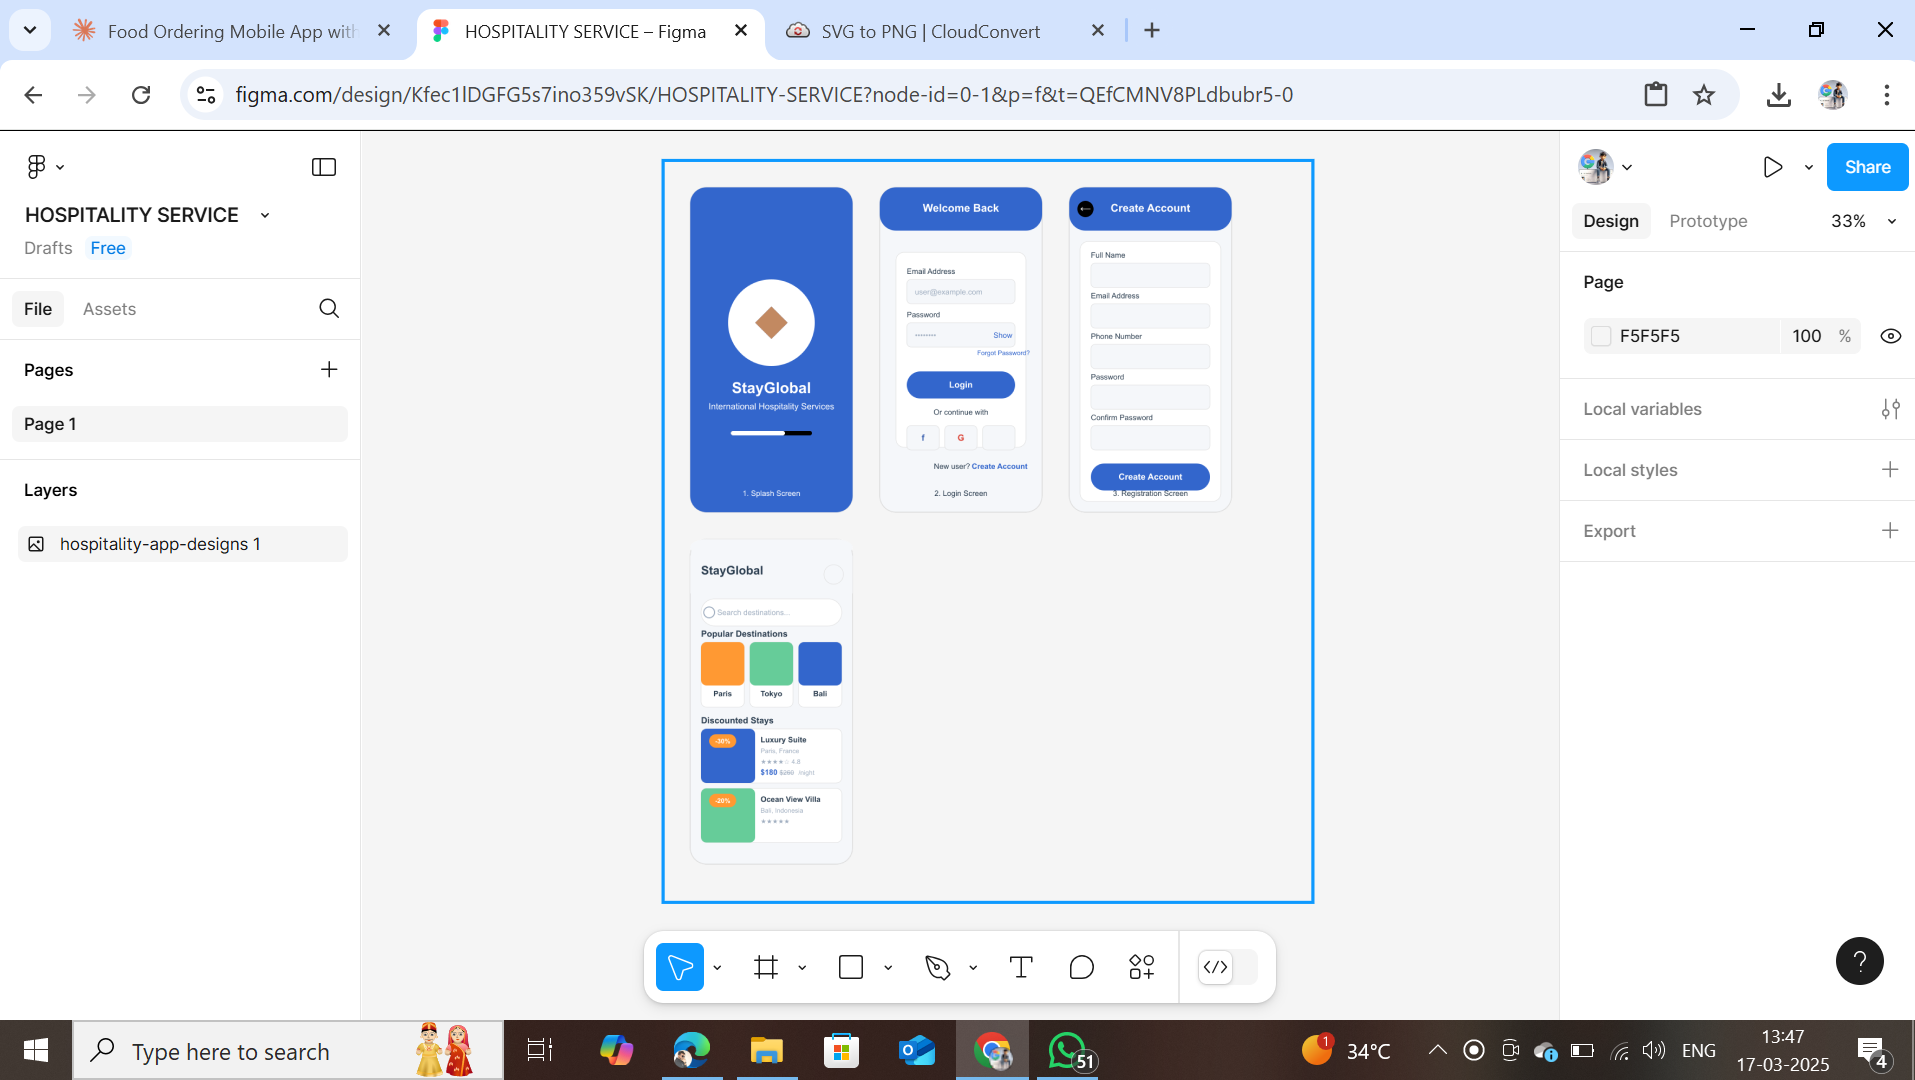 Food Ordering Mobile App with
HOSPITALITY SERVICE – Figma
SVG to PNG | CloudConvert
figma.com/design/Kfec1lDGFG5s7ino359vSK/HOSPITALITY-SERVICE?node-id=0-1&p=f&t=QEfCMNV8PLdbubr5-0
HOSPITALITY SERVICE
Drafts
Free
File
Assets
Pages
Page 1
Layers
hospitality-app-designs 1
StayGlobal
International Hospitality Services
1. Splash Screen
Welcome Back
Email Address
user@example.com
Password
••••••••
Show
Forgot Password?
Login
Or continue with
f
G
New user? Create Account
2. Login Screen
←
Create Account
Full Name
Email Address
Phone Number
Password
Confirm Password
Create Account
3. Registration Screen
StayGlobal
Search destinations...
Popular Destinations
Paris
Tokyo
Bali
Discounted Stays
-30%
Luxury Suite
Paris, France
★★★★☆ 4.8
$180 $260 /night
-20%
Ocean View Villa
Bali, Indonesia
★★★★★
Share
Design
Prototype
33%
Page
F5F5F5
100
%
Local variables
Local styles
Export
?
Type here to search
51
1
34°C
ENG
13:47
17-03-2025
4